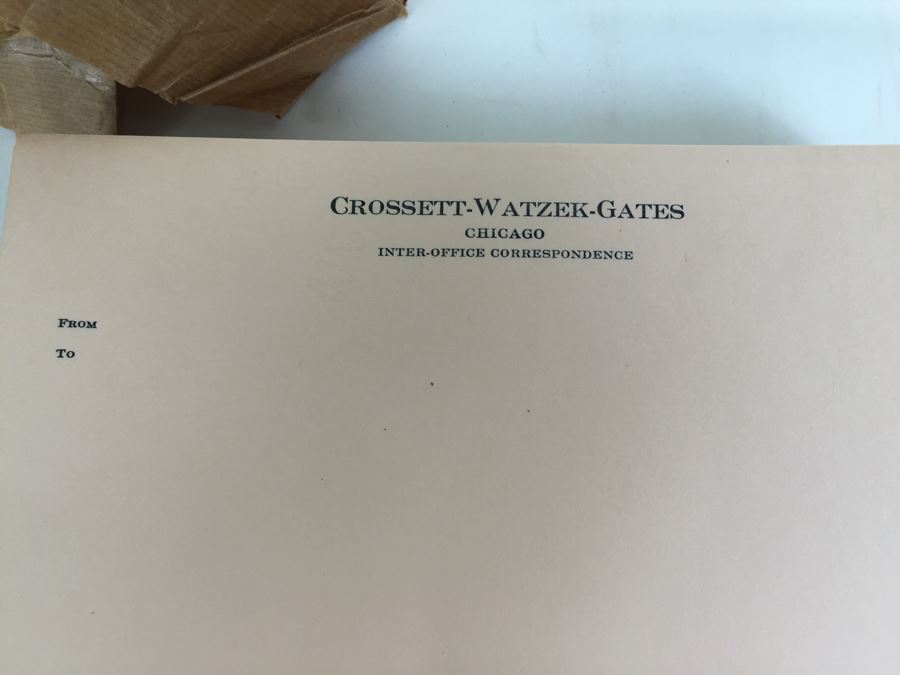 CROSSETT-WATZEK-GATES
CHICAGO
INTER-OFFICE CORRESPONDENCE
FROM
TO